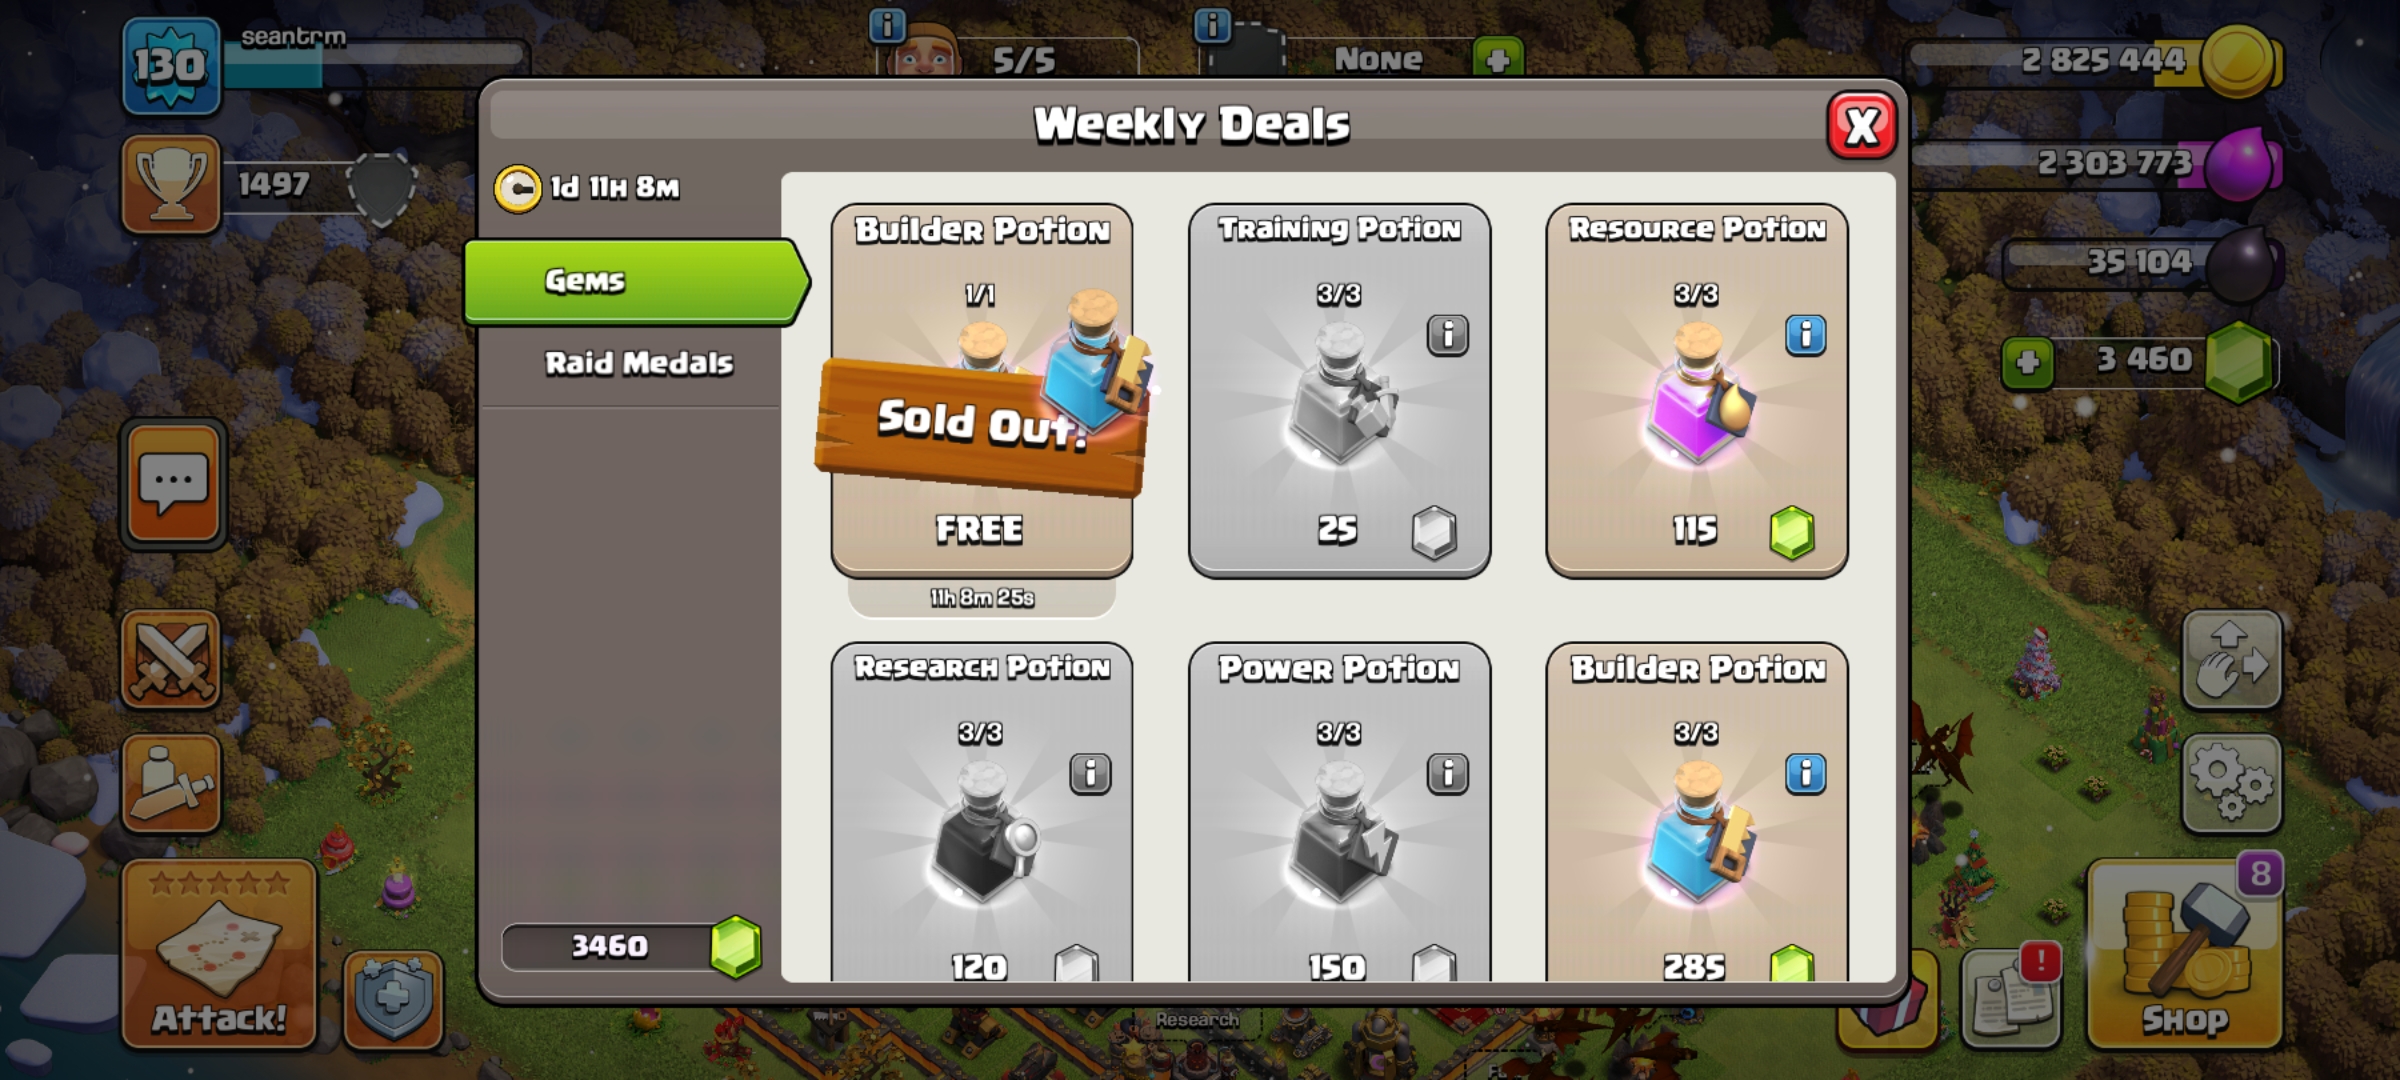 130
seantrm
5/5
None
2 825 444
1497
2 303 773
35 104
3 460
Weekly Deals
X
1d 11h 8m
Gems
Raid Medals
3460
Builder Potion
1/1
Sold Out!
FREE
11h 8m 25s
Training Potion
3/3
i
25
Resource Potion
3/3
i
115
Research Potion
3/3
i
120
Power Potion
3/3
i
150
Builder Potion
3/3
i
285
Attack!
Research
8
!
Shop